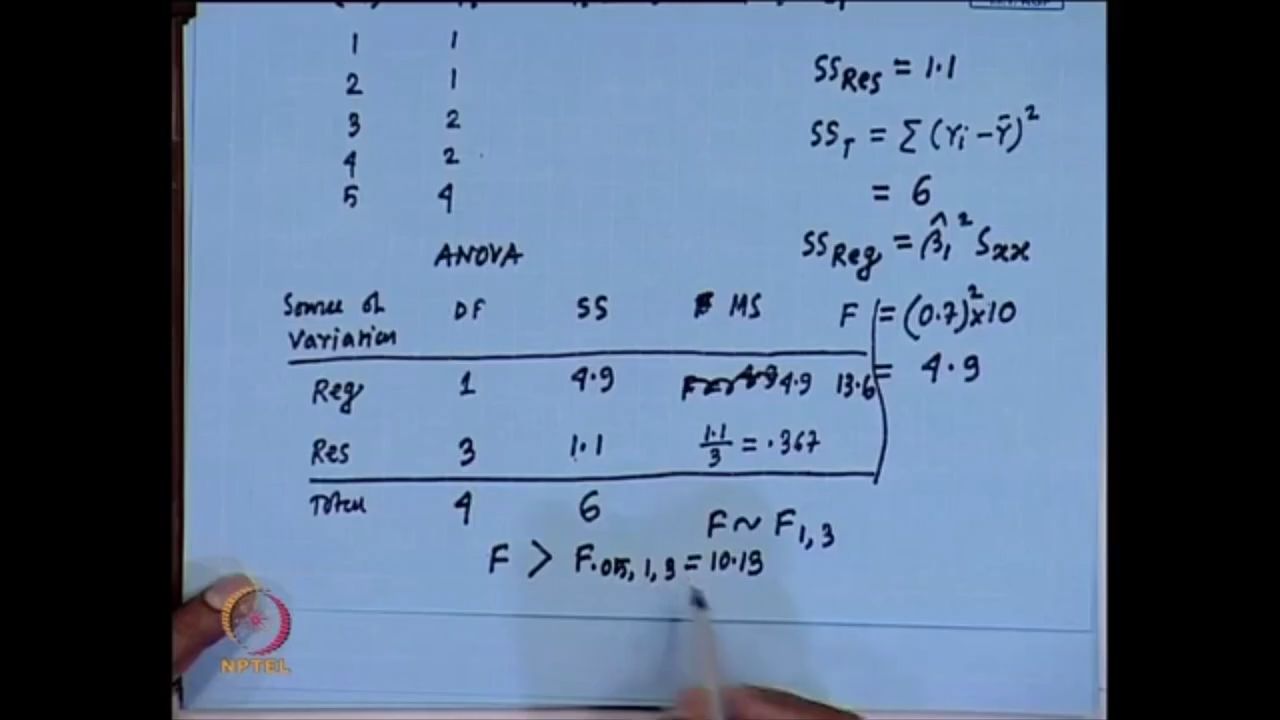 1 1
2 1
3 2
4 2
5 4
SS_Res = 1.1
SS_T = Σ (Yi - Ȳ)²
= 6
SS_Reg = β̂₁² Sxx
= (0.7)² x 10
= 4.9
ANOVA
Source of Variation DF SS MS F
Reg 1 4.9 4.9 13.6
Res 3 1.1 1.1/3 = .367
Total 4 6
F ~ F1,3
F > F.05, 1, 3 = 10.13
NPTEL